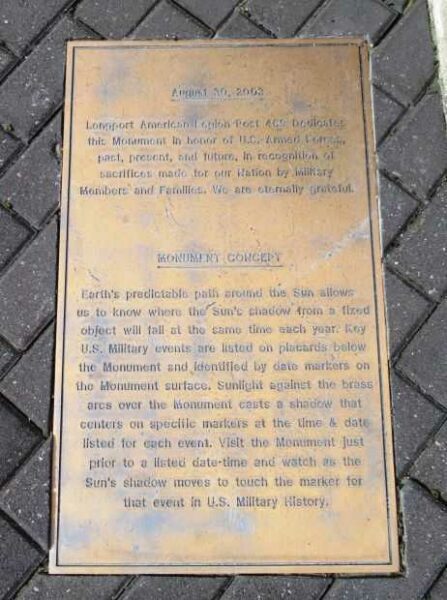 August 30, 2003
Longport American Legion Post 469 Dedicates
this Monument in honor of U.S. Armed Forces,
past, present, and future, in recognition of
sacrifices made for our Nation by Military
Members and Families. We are eternally grateful.
MONUMENT CONCEPT
Earth's predictable path around the Sun allows
us to know where the Sun's shadow from a fixed
object will fall at the same time each year. Key
U.S. Military events are listed on placards below
the Monument and identified by date markers on
the Monument surface. Sunlight against the brass
arcs over the Monument casts a shadow that
centers on specific markers at the time & date
listed for each event. Visit the Monument just
prior to a listed date-time and watch as the
Sun's shadow moves to touch the marker for
that event in U.S. Military History.